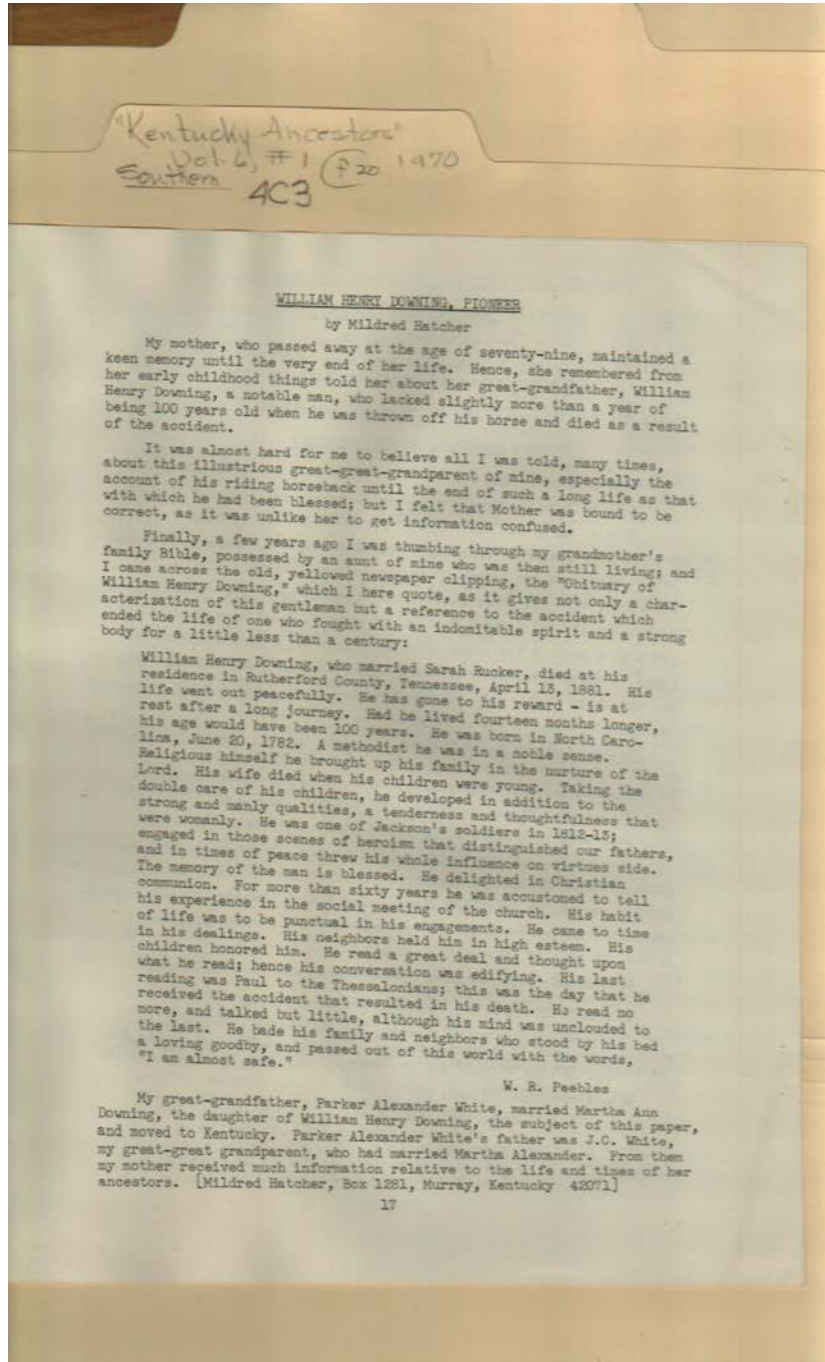 "Kentucky Ancestors"
Vol. 6, #1 p 20 1970
Southern
4C3
WILLIAM HENRY DOWNING, PIONEER
by Mildred Hatcher
My mother, who passed away at the age of seventy-nine, maintained a
keen memory until the very end of her life. Hence, she remembered from
her early childhood things told her about her great-grandfather, William
Henry Downing, a notable man, who lacked slightly more than a year of
being 100 years old when he was thrown off his horse and died as a result
of the accident.
It was almost hard for me to believe all I was told, many times,
about this illustrious great-great-grandparent of mine, especially the
account of his riding horseback until the end of such a long life as that
with which he had been blessed; but I felt that Mother was bound to be
correct, as it was unlike her to get information confused.
Finally, a few years ago I was thumbing through my grandmother's
family Bible, possessed by an aunt of mine who was then still living; and
I came across the old, yellowed newspaper clipping, the "Obituary of
William Henry Downing," which I here quote, as it gives not only a char-
acterization of this gentleman but a reference to the accident which
ended the life of one who fought with an indomitable spirit and a strong
body for a little less than a century:
William Henry Downing, who married Sarah Rucker, died at his
residence in Rutherford County, Tennessee, April 13, 1881. His
life went out peacefully. He has gone to his reward - is at
rest after a long journey. Had he lived fourteen months longer,
his age would have been 100 years. He was born in North Caro-
lina, June 20, 1782. A methodist he was in a noble sense.
Religious himself he brought up his family in the nurture of the
Lord. His wife died when his children were young. Taking the
double care of his children, he developed in addition to the
strong and manly qualities, a tenderness and thoughtfulness that
were womanly. He was one of Jackson's soldiers in 1812-13;
engaged in those scenes of heroism that distinguished our fathers,
and in times of peace threw his whole influence on virtues side.
The memory of the man is blessed. He delighted in Christian
communion. For more than sixty years he was accustomed to tell
his experience in the social meeting of the church. His habit
of life was to be punctual in his engagements. He came to time
in his dealings. His neighbors held him in high esteem. His
children honored him. He read a great deal and thought upon
what he read; hence his conversation was edifying. His last
reading was Paul to the Thessalonians; this was the day that he
received the accident that resulted in his death. He read no
more, and talked but little, although his mind was unclouded to
the last. He bade his family and neighbors who stood by his bed
a loving goodby, and passed out of this world with the words,
"I am almost safe."
W. R. Peebles
My great-grandfather, Parker Alexander White, married Martha Ann
Downing, the daughter of William Henry Downing, the subject of this paper,
and moved to Kentucky. Parker Alexander White's father was J.C. White,
my great-great grandparent, who had married Martha Alexander. From them
my mother received much information relative to the life and times of her
ancestors. [Mildred Hatcher, Box 1281, Murray, Kentucky 42071]
17